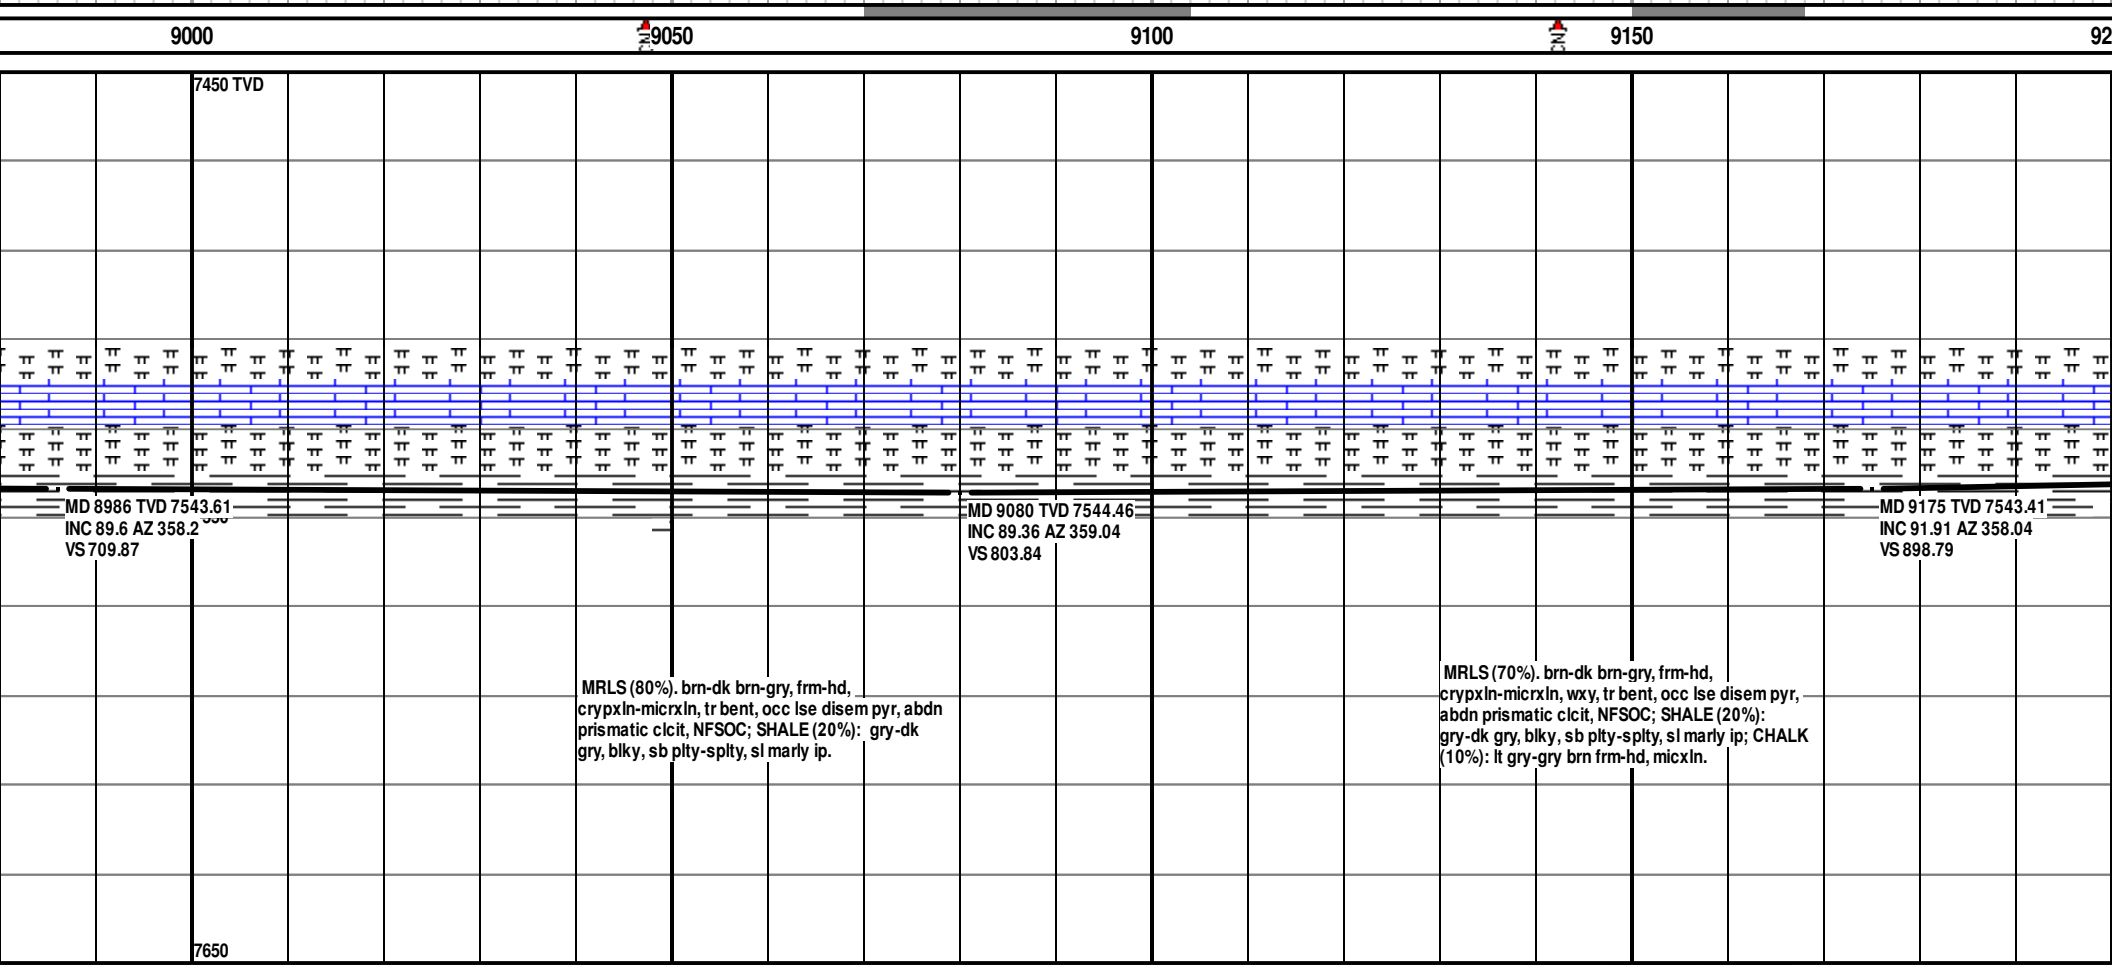 9000
CN
9050
9100
CN
9150
92
7450 TVD
MD 8986 TVD 7543.61
INC 89.6 AZ 358.2
VS 709.87
MD 9080 TVD 7544.46
INC 89.36 AZ 359.04
VS 803.84
MD 9175 TVD 7543.41
INC 91.91 AZ 358.04
VS 898.79
MRLS (80%). brn-dk brn-gry, frm-hd,
crypxln-micrxln, tr bent, occ lse disem pyr, abdn
prismatic clcit, NFSOC; SHALE (20%): gry-dk
gry, blky, sb plty-splty, sl marly ip.
MRLS (70%). brn-dk brn-gry, frm-hd,
crypxln-micrxln, wxy, tr bent, occ lse disem pyr,
abdn prismatic clcit, NFSOC; SHALE (20%):
gry-dk gry, blky, sb plty-splty, sl marly ip; CHALK
(10%): lt gry-gry brn frm-hd, micxln.
7650